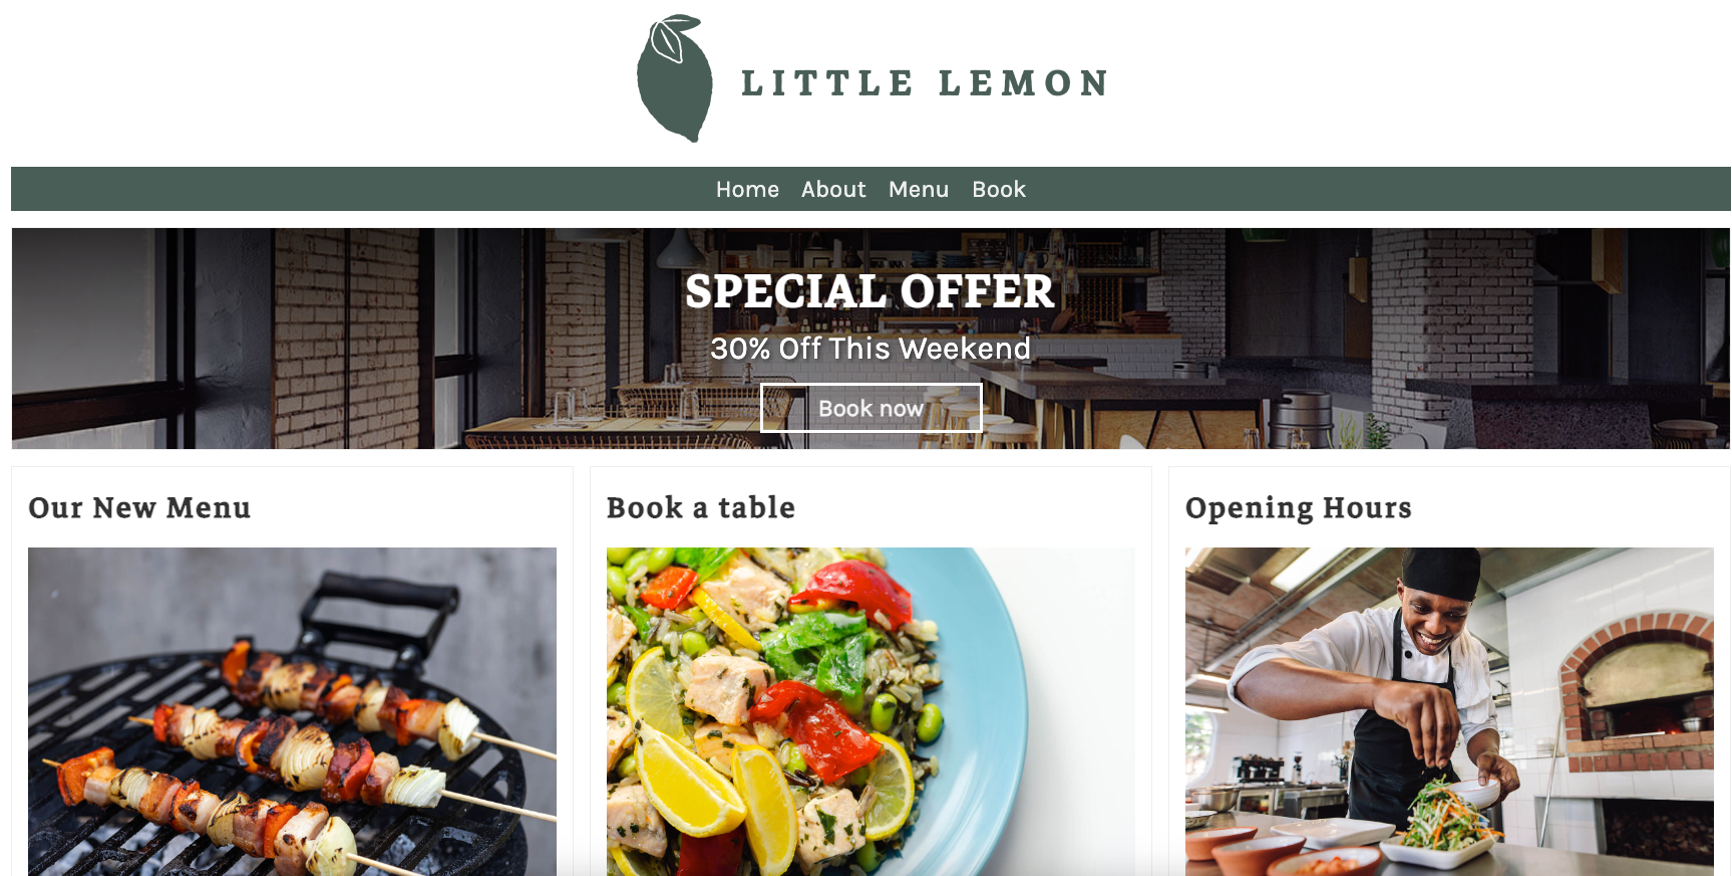 LITTLE LEMON
Home About Menu Book
SPECIAL OFFER
30% Off This Weekend
Book now
Our New Menu
Book a table
Opening Hours